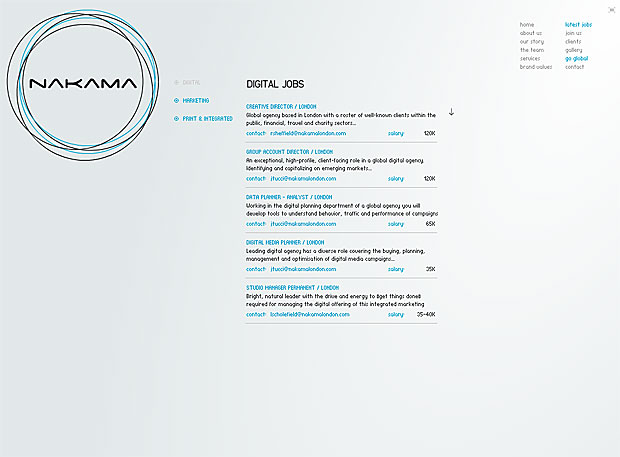 NAKAMA
home
about us
our story
the team
services
brand values
latest jobs
join us
clients
gallery
go global
contact
DIGITAL
MARKETING
PRINT & INTEGRATED
DIGITAL JOBS
CREATIVE DIRECTOR / LONDON
Global agency based in London with a roster of well-known clients within the
public, financial, travel and charity sectors...
contact: rsheffield@nakamalondon.com salary: 120K
GROUP ACCOUNT DIRECTOR / LONDON
An exceptional, high-profile, client-facing role in a global digital agency.
Identifying and capitalizing on emerging markets...
contact: jtucci@nakamalondon.com salary: 120K
DATA PLANNER - ANALYST / LONDON
Working in the digital planning department of a global agency you will
develop tools to understand behavior, traffic and performance of campaigns
contact: jtucci@nakamalondon.com salary: 65K
DIGITAL MEDIA PLANNER / LONDON
Leading digital agency has a diverse role covering the buying, planning,
management and optimisation of digital media campaigns...
contact: jtucci@nakamalondon.com salary: 35K
STUDIO MANAGER PERMANENT / LONDON
Bright, natural leader with the drive and energy to 8get things done8
required for managing the digital offering of this integrated marketing
contact: lscholefield@nakamalondon.com salary: 35-40K